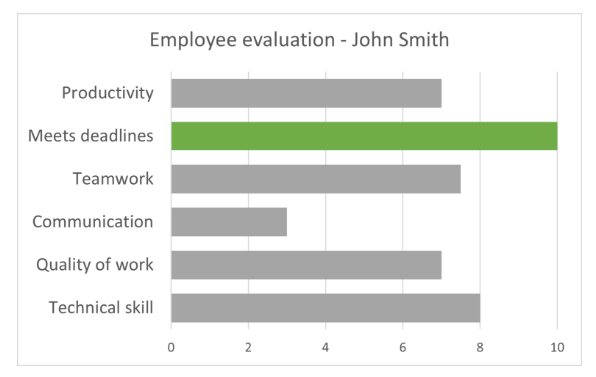 Employee evaluation - John Smith
Productivity
Meets deadlines
Teamwork
Communication
Quality of work
Technical skill
0 2 4 6 8 10